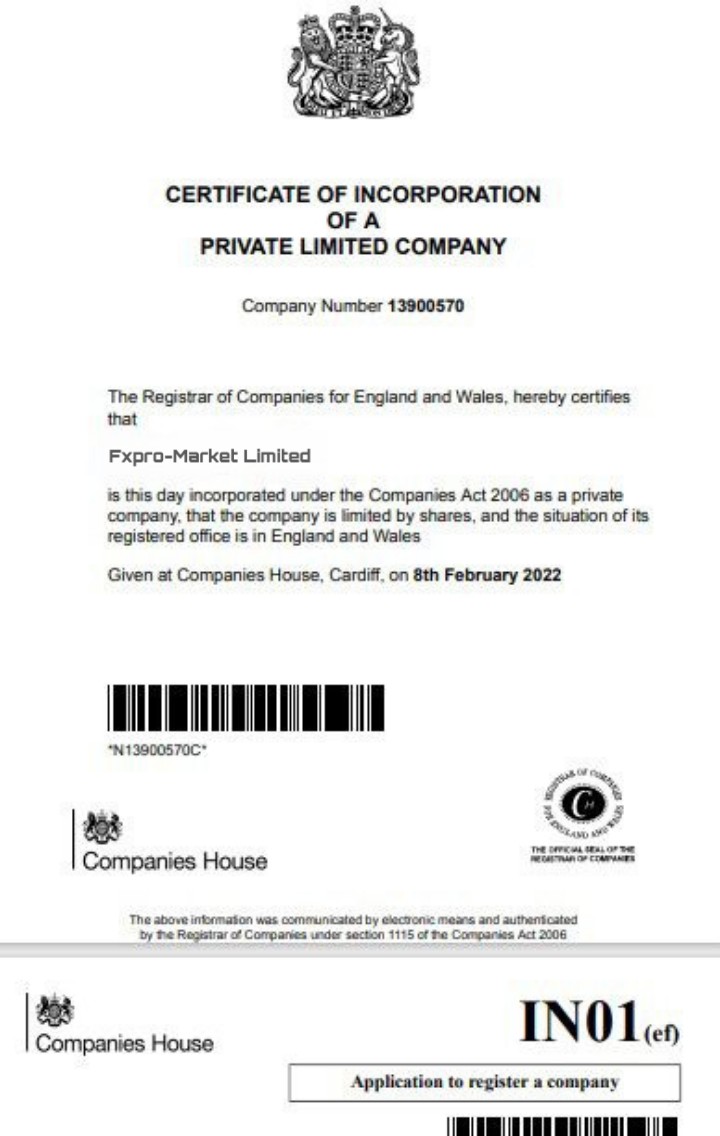 CERTIFICATE OF INCORPORATION
OF A
PRIVATE LIMITED COMPANY
Company Number 13900570
The Registrar of Companies for England and Wales, hereby certifies
that
Fxpro-Market Limited
is this day incorporated under the Companies Act 2006 as a private
company, that the company is limited by shares, and the situation of its
registered office is in England and Wales
Given at Companies House, Cardiff, on 8th February 2022
*N13900570C*
Companies House
REGISTRAR OF COMPANIES
FOR ENGLAND AND WALES
CH
THE OFFICIAL SEAL OF THE
REGISTRAR OF COMPANIES
The above information was communicated by electronic means and authenticated
by the Registrar of Companies under section 1115 of the Companies Act 2006
Companies House
IN01(ef)
Application to register a company